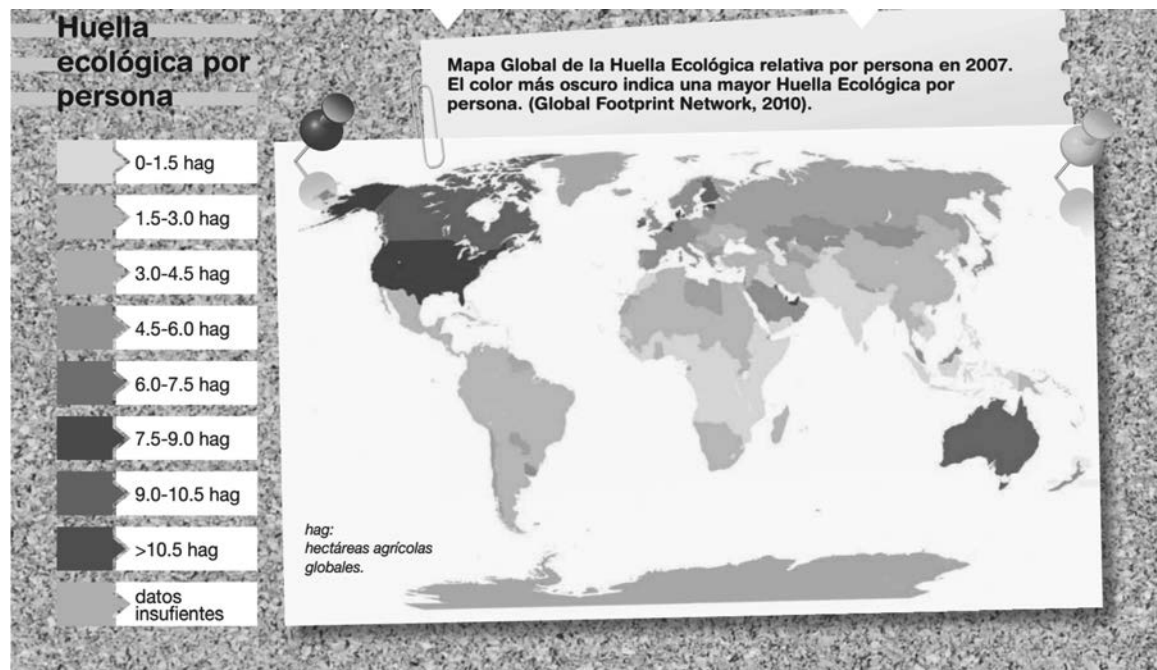 Huella
ecológica por
persona
Mapa Global de la Huella Ecológica relativa por persona en 2007.
El color más oscuro indica una mayor Huella Ecológica por
persona. (Global Footprint Network, 2010).
0-1.5 hag
1.5-3.0 hag
3.0-4.5 hag
4.5-6.0 hag
6.0-7.5 hag
7.5-9.0 hag
9.0-10.5 hag
>10.5 hag
datos
insufientes
hag:
hectáreas agrícolas
globales.